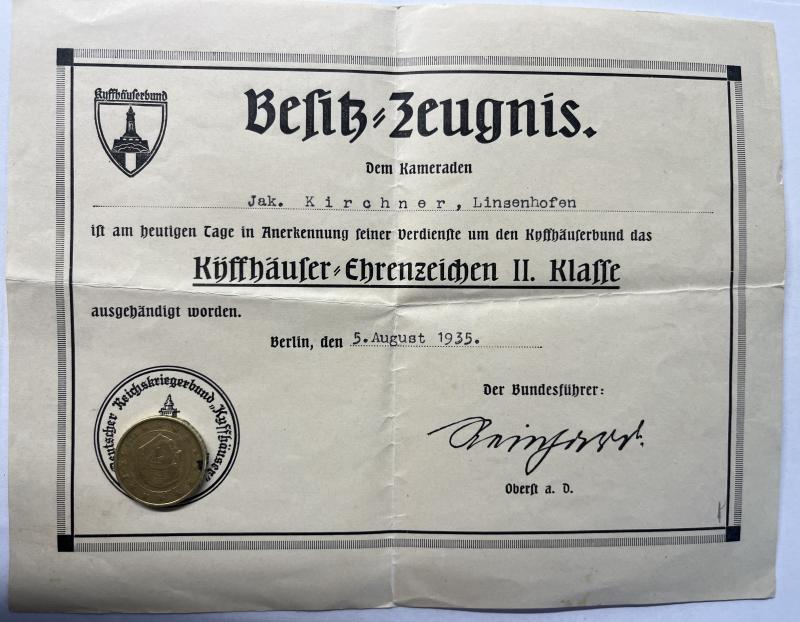 Kyffhäuserbund
Besitz-Zeugnis.
Dem Kameraden
Jak. Kirchner, Linsenhofen
ist am heutigen Tage in Anerkennung seiner Verdienste um den Kyffhäuserbund das
Kyffhäuser-Ehrenzeichen II. Klasse
ausgehändigt worden.
Berlin, den 5. August 1935.
Deutscher Reichskriegerbund „Kyffhäuser“
Der Bundesführer:
Reinhard.
Oberst a. D.